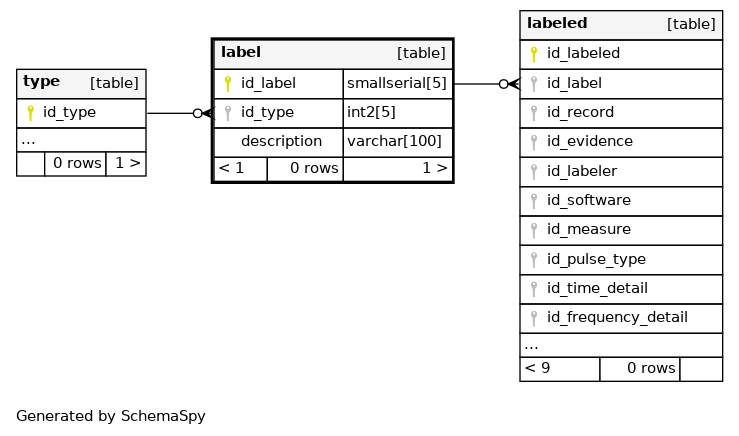 type [table]
id_type
...
0 rows 1 >
label [table]
id_label smallserial[5]
id_type int2[5]
description varchar[100]
< 1 0 rows 1 >
labeled [table]
id_labeled
id_label
id_record
id_evidence
id_labeler
id_software
id_measure
id_pulse_type
id_time_detail
id_frequency_detail
...
< 9 0 rows
Generated by SchemaSpy